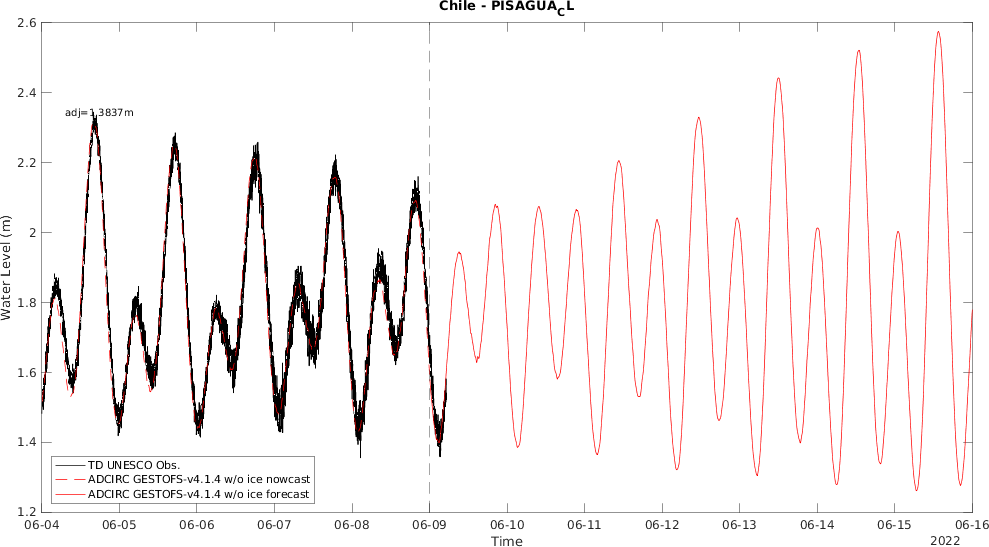 Chile - PISAGUA_CL
2.6
2.4
2.2
2
1.8
1.6
1.4
1.2
Water Level (m)
adj=1.3837m
TD UNESCO Obs.
ADCIRC GESTOFS-v4.1.4 w/o ice nowcast
ADCIRC GESTOFS-v4.1.4 w/o ice forecast
06-04 06-05 06-06 06-07 06-08 06-09 06-10 06-11 06-12 06-13 06-14 06-15 06-16
Time
2022